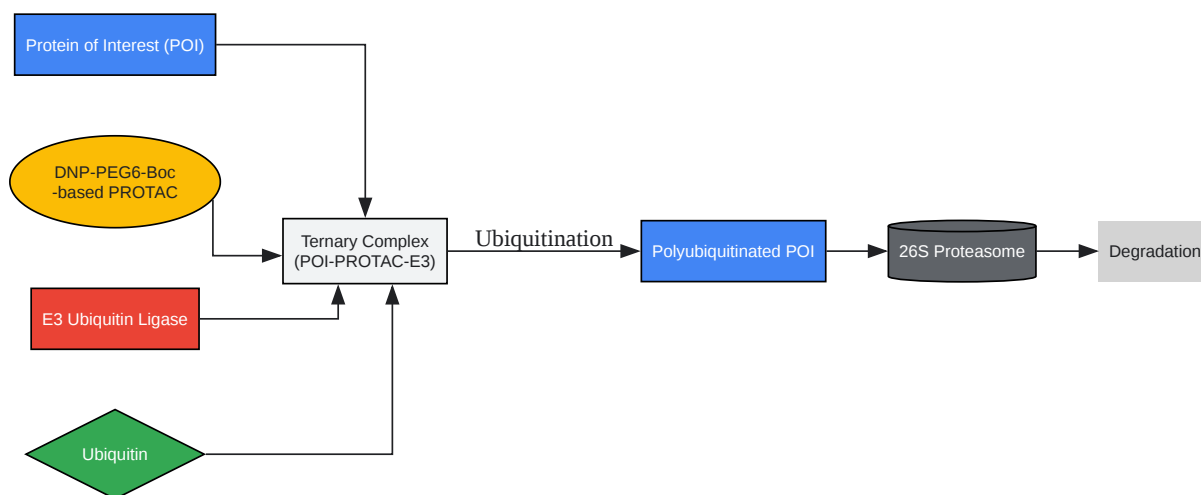 Protein of Interest (POI)
DNP-PEG6-Boc
-based PROTAC
Ternary Complex
(POI-PROTAC-E3)
Ubiquitination
Polyubiquitinated POI
26S Proteasome
Degradation
E3 Ubiquitin Ligase
Ubiquitin